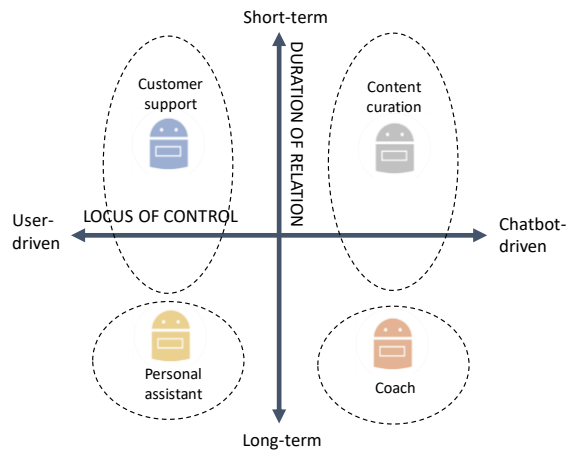 Short-term
Customer
support
DURATION OF RELATION
Content
curation
User-
driven
LOCUS OF CONTROL
Chatbot-
driven
Personal
assistant
Coach
Long-term